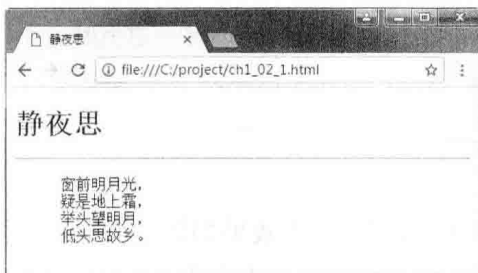 静夜思
file:///C:/project/ch1_02_1.html
静夜思
窗前明月光，
疑是地上霜，
举头望明月，
低头思故乡。